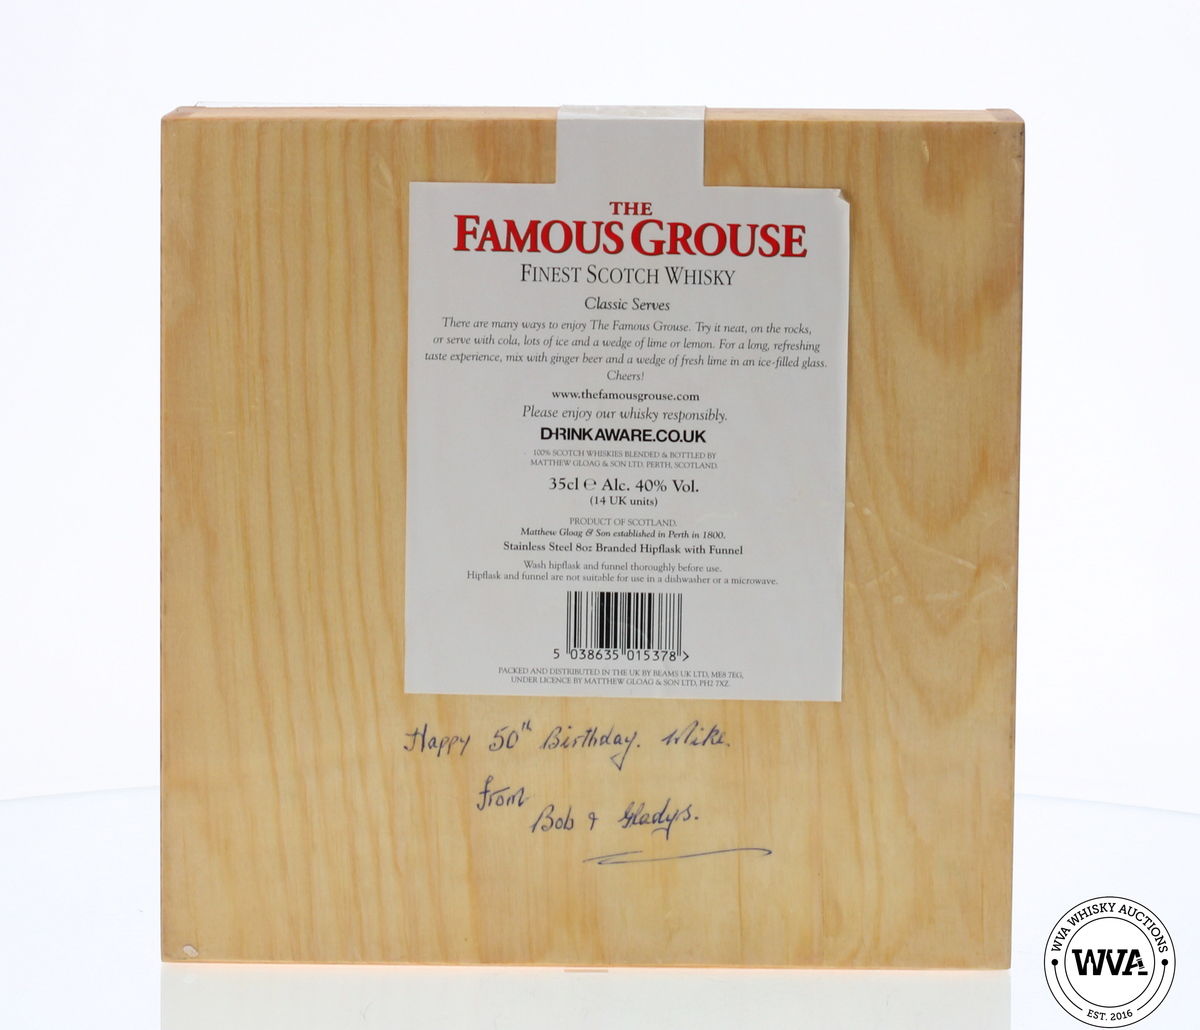 THE
FAMOUS GROUSE
FINEST SCOTCH WHISKY
Classic Serves
There are many ways to enjoy The Famous Grouse. Try it neat, on the rocks,
or serve with cola, lots of ice and a wedge of lime or lemon. For a long, refreshing
taste experience, mix with ginger beer and a wedge of fresh lime in an ice-filled glass.
Cheers!
www.thefamousgrouse.com
Please enjoy our whisky responsibly.
DRINKAWARE.CO.UK
100% SCOTCH WHISKIES BLENDED & BOTTLED BY
MATTHEW GLOAG & SON LTD. PERTH, SCOTLAND.
35cl ℮ Alc. 40% Vol.
(14 UK units)
PRODUCT OF SCOTLAND.
Matthew Gloag & Son established in Perth in 1800.
Stainless Steel 8oz Branded Hipflask with Funnel
Wash hipflask and funnel thoroughly before use.
Hipflask and funnel are not suitable for use in a dishwasher or a microwave.
5 038635 015378 >
PACKED AND DISTRIBUTED IN THE UK BY BEAMS UK LTD, ME8 7EG,
UNDER LICENCE BY MATTHEW GLOAG & SON LTD, PH2 7XZ.
Happy 50th Birthday. Mike.
From
Bob & Gladys.
WVA WHISKY AUCTIONS
WVA
EST. 2016